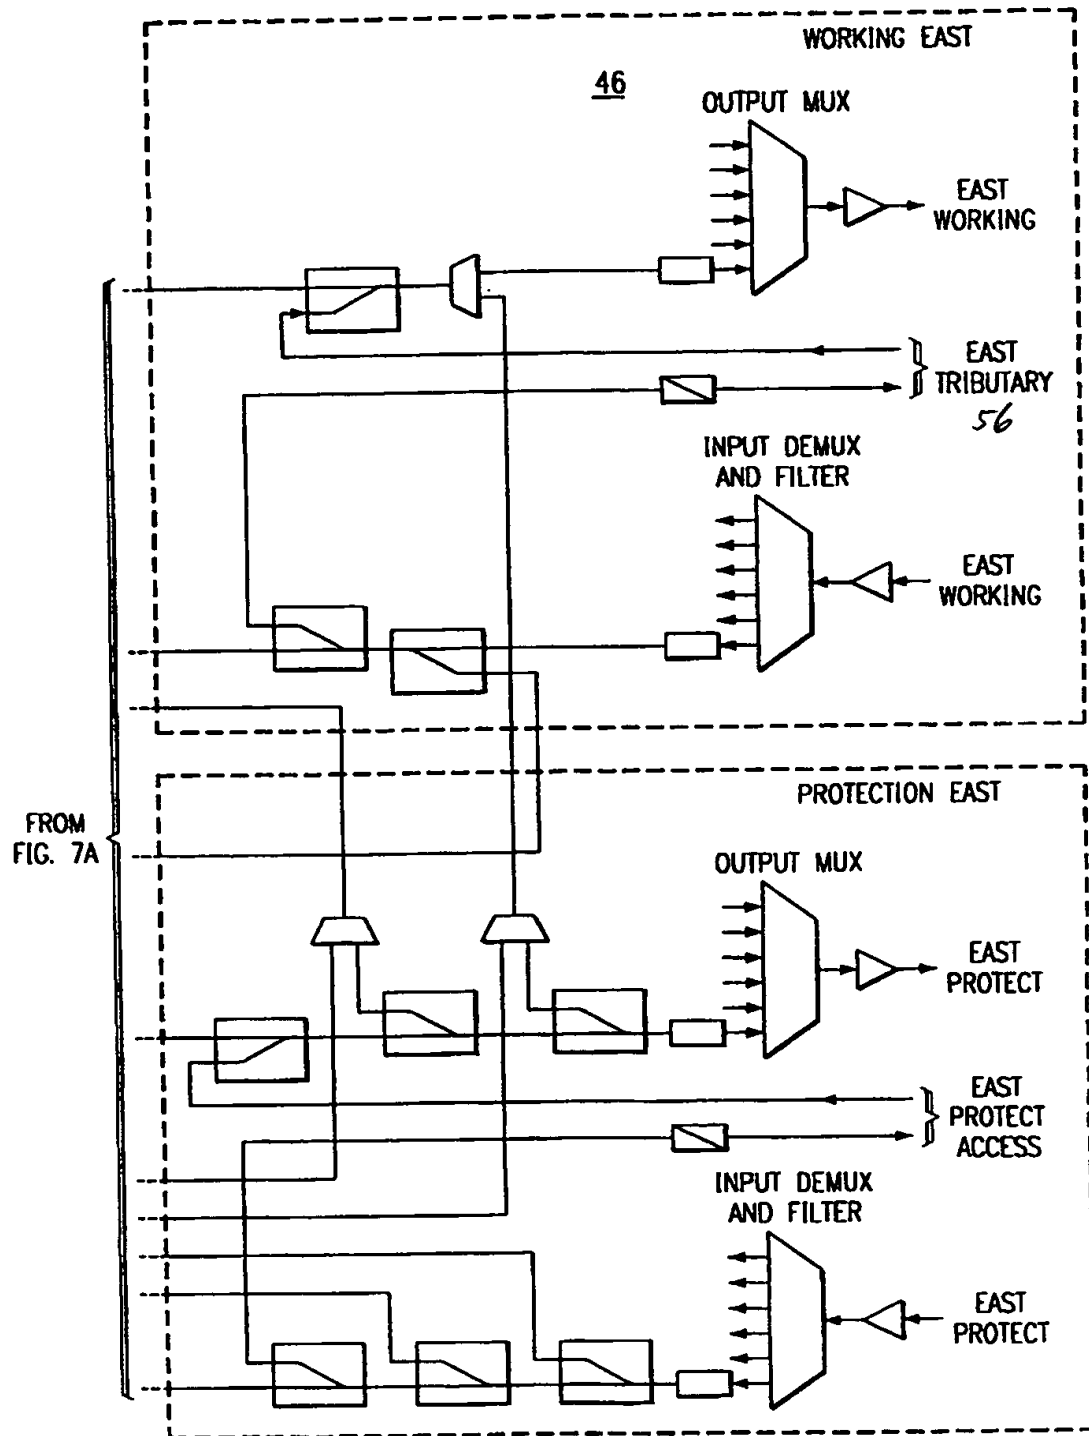 WORKING EAST
46
OUTPUT MUX
EAST
WORKING
EAST
TRIBUTARY
56
INPUT DEMUX
AND FILTER
EAST
WORKING
PROTECTION EAST
FROM
FIG. 7A
OUTPUT MUX
EAST
PROTECT
EAST
PROTECT
ACCESS
INPUT DEMUX
AND FILTER
EAST
PROTECT